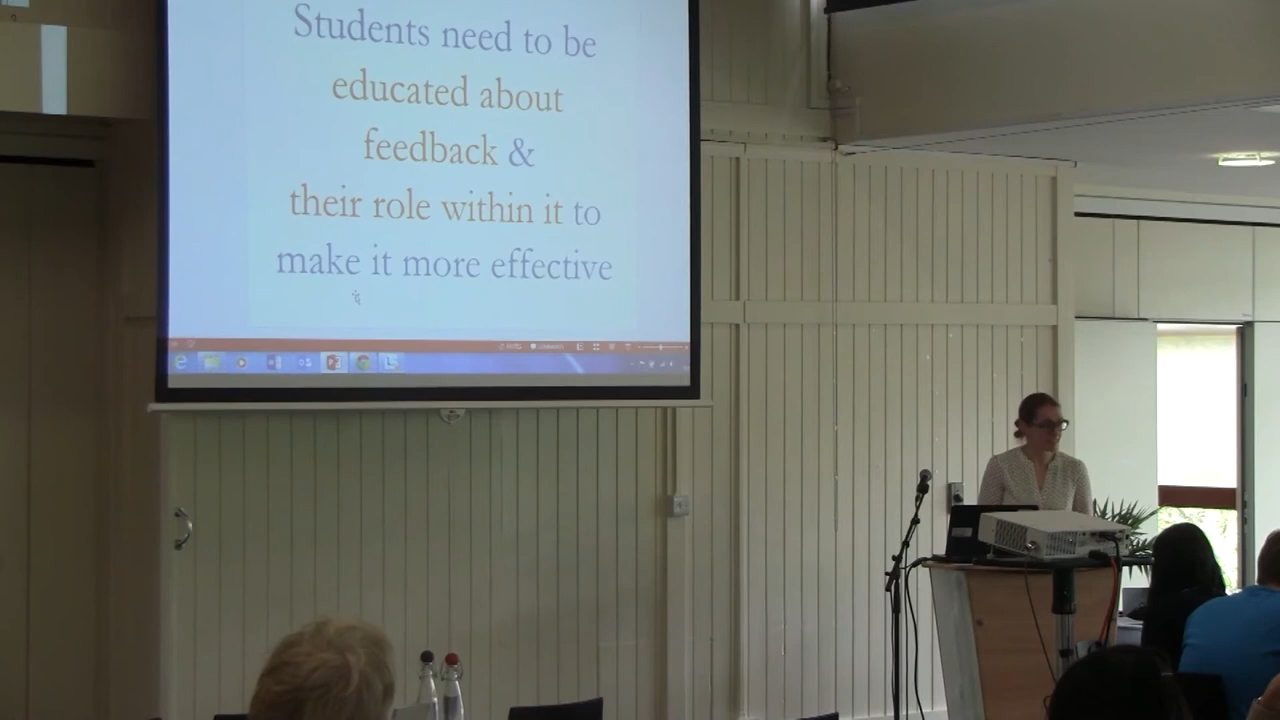 Students need to be
educated about
feedback &
their role within it to
make it more effective